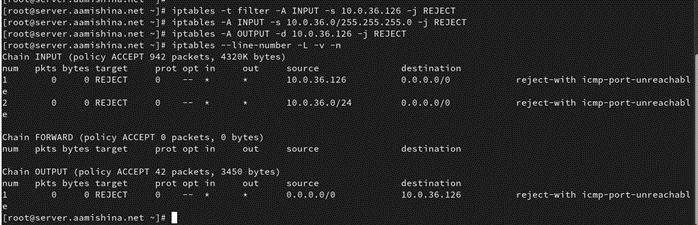 [root@server.aamishina.net ~]# iptables -t filter -A INPUT -s 10.0.36.126 -j REJECT
[root@server.aamishina.net ~]# iptables -A INPUT -s 10.0.36.0/255.255.255.0 -j REJECT
[root@server.aamishina.net ~]# iptables -A OUTPUT -d 10.0.36.126 -j REJECT
[root@server.aamishina.net ~]# iptables --line-number -L -v -n
Chain INPUT (policy ACCEPT 942 packets, 4320K bytes)
num   pkts bytes target     prot opt in     out     source               destination
1        0     0 REJECT     0    --  *      *       10.0.36.126          0.0.0.0/0            reject-with icmp-port-unreachabl
e
2        0     0 REJECT     0    --  *      *       10.0.36.0/24         0.0.0.0/0            reject-with icmp-port-unreachabl
e
Chain FORWARD (policy ACCEPT 0 packets, 0 bytes)
num   pkts bytes target     prot opt in     out     source               destination
Chain OUTPUT (policy ACCEPT 42 packets, 3450 bytes)
num   pkts bytes target     prot opt in     out     source               destination
1        0     0 REJECT     0    --  *      *       0.0.0.0/0            10.0.36.126          reject-with icmp-port-unreachabl
e
[root@server.aamishina.net ~]#